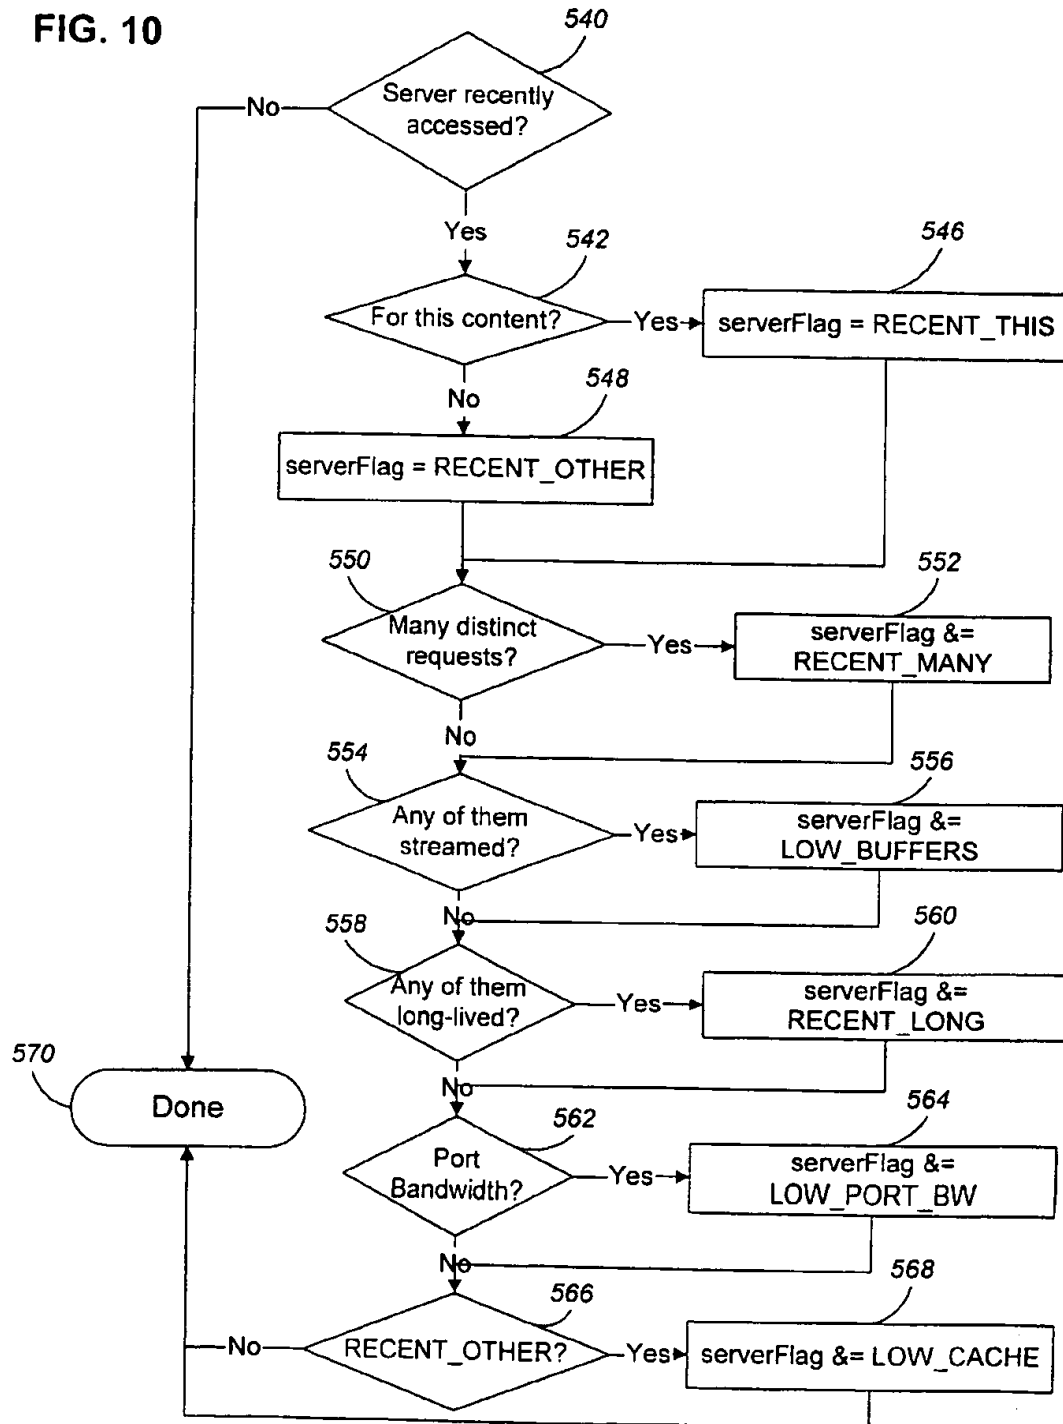 FIG. 10
540
Server recently
accessed?
No
Yes
542
For this content?
Yes
546
serverFlag = RECENT_THIS
No
548
serverFlag = RECENT_OTHER
550
Many distinct
requests?
Yes
552
serverFlag &=
RECENT_MANY
No
554
Any of them
streamed?
Yes
556
serverFlag &=
LOW_BUFFERS
No
558
Any of them
long-lived?
Yes
560
serverFlag &=
RECENT_LONG
No
570
Done
562
Port
Bandwidth?
Yes
564
serverFlag &=
LOW_PORT_BW
No
566
RECENT_OTHER?
No
Yes
568
serverFlag &= LOW_CACHE